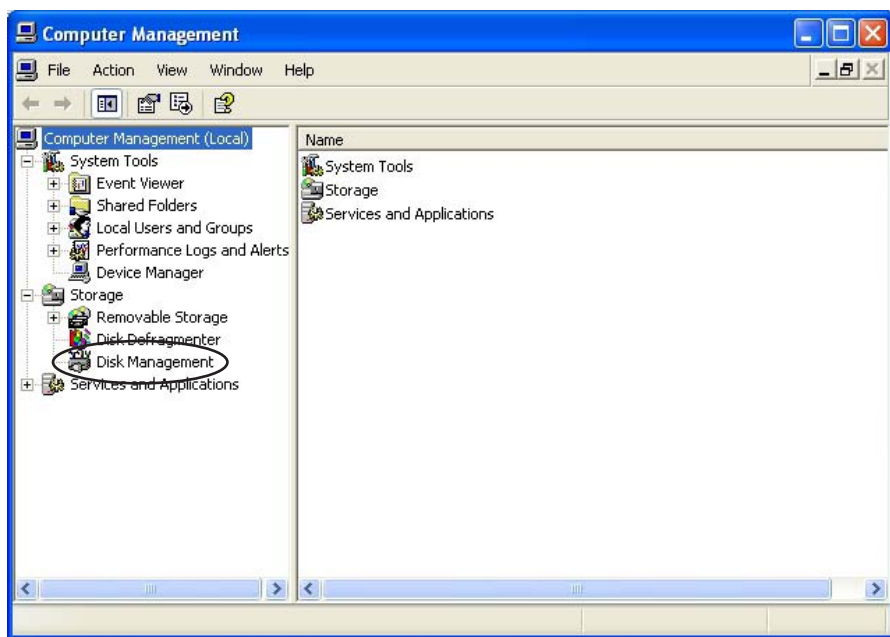 Computer Management
File Action View Window Help
Computer Management (Local)
System Tools
Event Viewer
Shared Folders
Local Users and Groups
Performance Logs and Alerts
Device Manager
Storage
Removable Storage
Disk Defragmenter
Disk Management
Services and Applications
Name
System Tools
Storage
Services and Applications